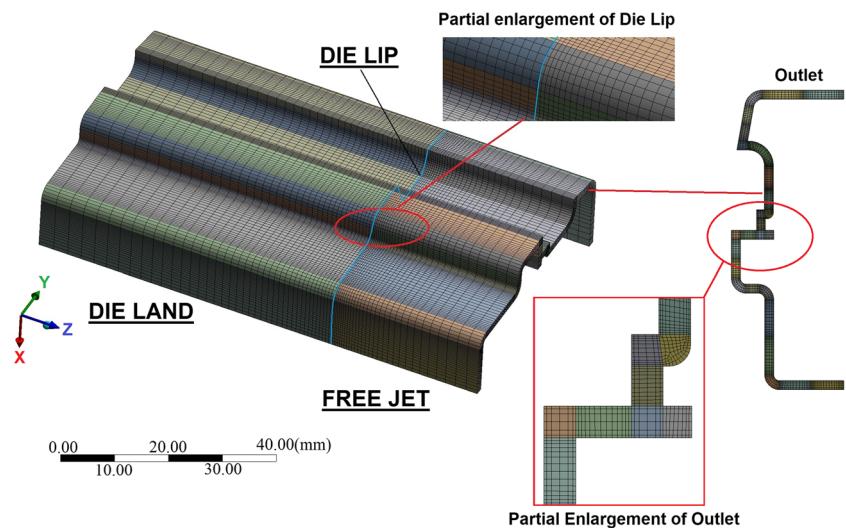 Partial enlargement of Die Lip
DIE LIP
Outlet
Y
Z
X
DIE LAND
FREE JET
0.00 20.00 40.00(mm)
10.00 30.00
Partial Enlargement of Outlet